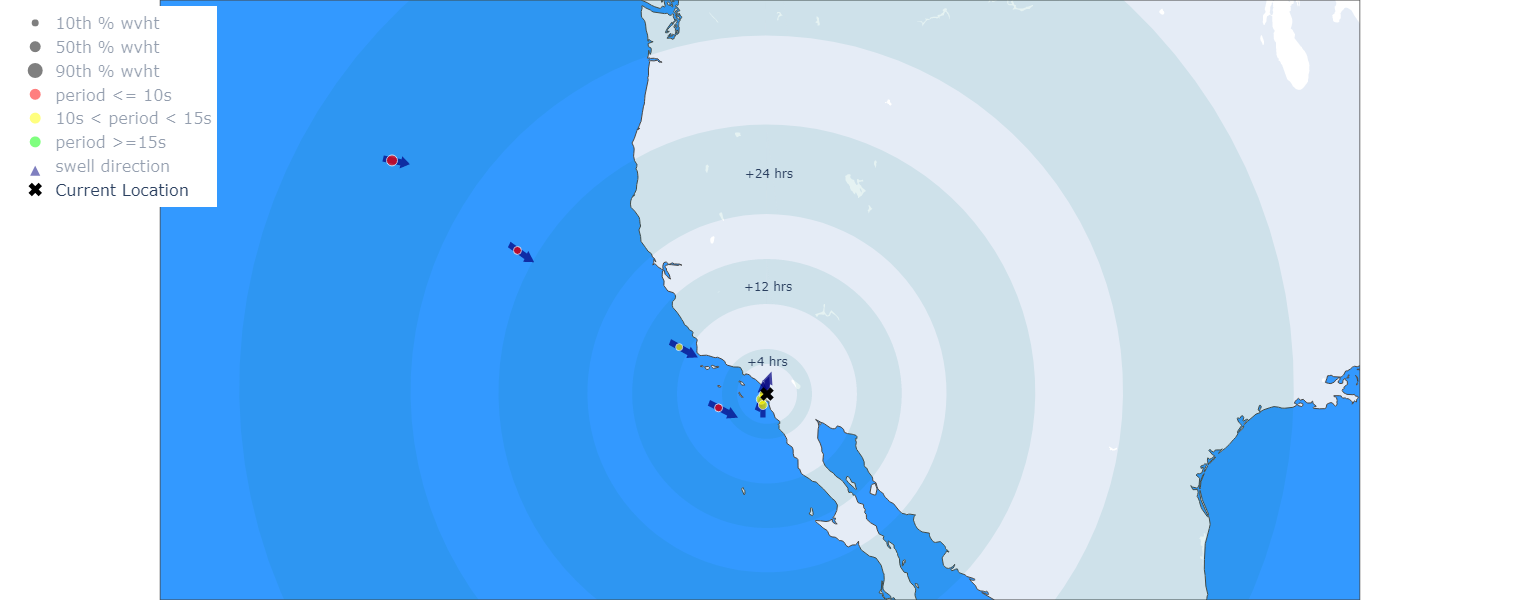 10th % wvht
50th % wvht
90th % wvht
period <= 10s
10s < period < 15s
period >=15s
swell direction
Current Location
+24 hrs
+12 hrs
+4 hrs